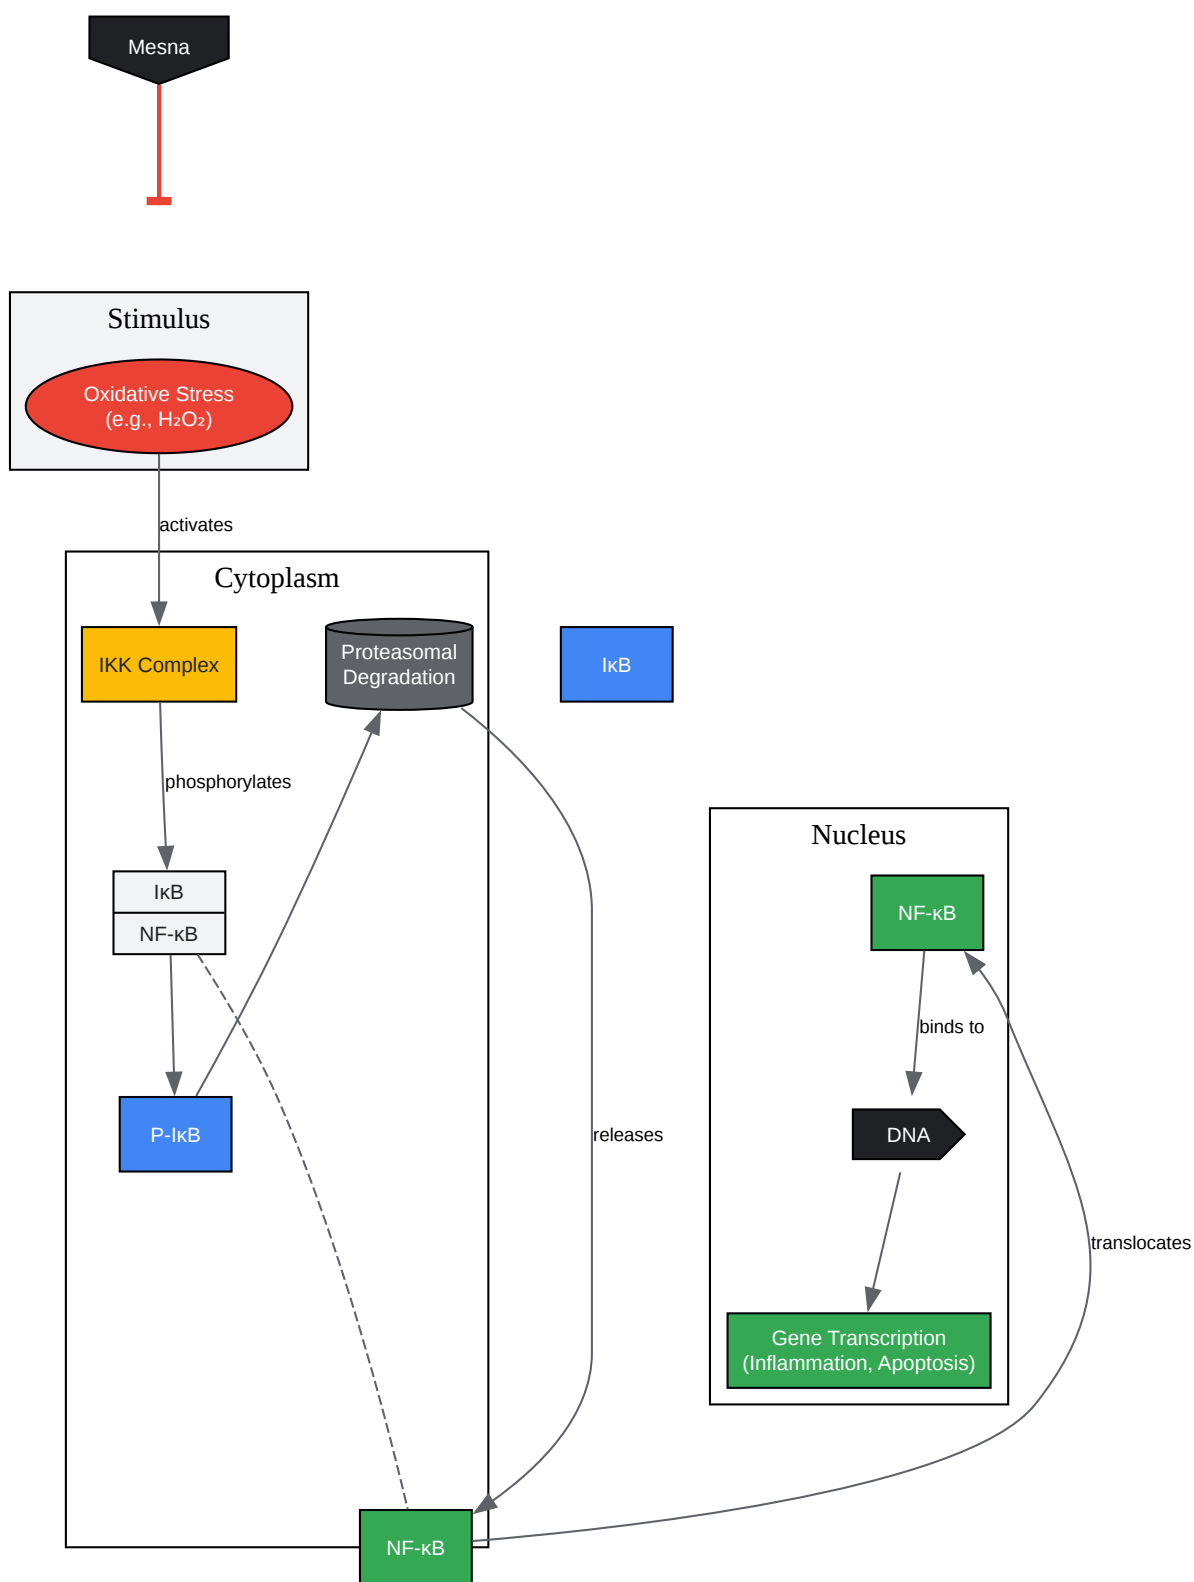 Mesna
Stimulus
Oxidative Stress
(e.g., H₂O₂)
activates
Cytoplasm
IKK Complex
Proteasomal
Degradation
IκB
phosphorylates
Nucleus
IκB
NF-κB
NF-κB
binds to
P-IκB
releases
DNA
translocates
Gene Transcription
(Inflammation, Apoptosis)
NF-κB